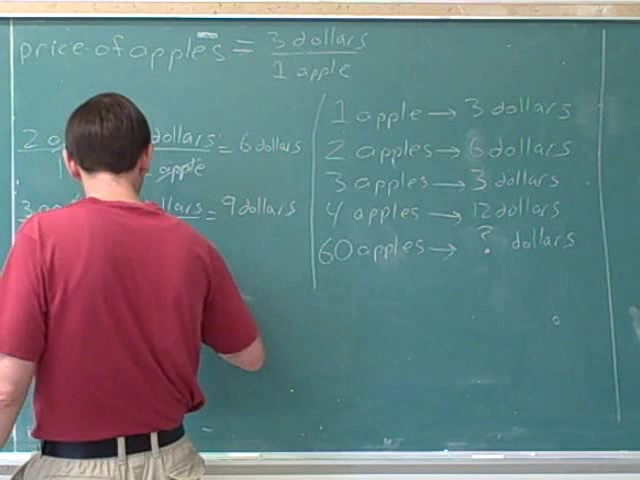 price of apples = 3 dollars
1 apple
2 dollars = 6 dollars
apple
3 = 9 dollars
1 apple → 3 dollars
2 apples → 6 dollars
3 apples → 3 dollars
4 apples → 12 dollars
60 apples → ? dollars